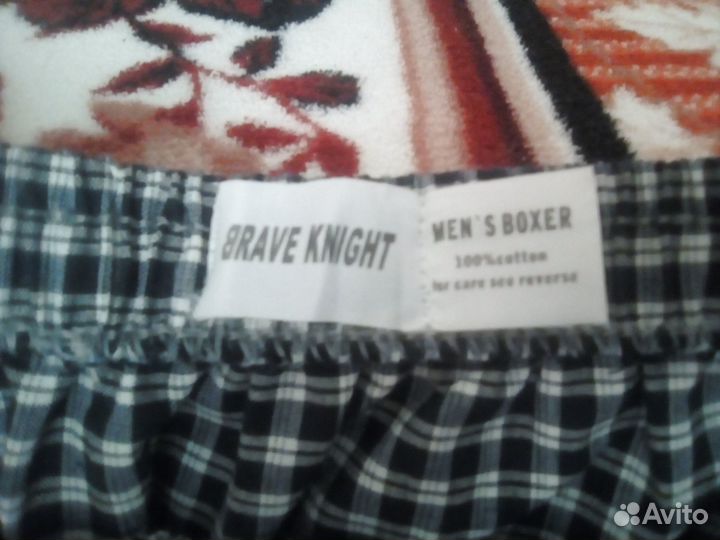 BRAVE KNIGHT
MEN`S BOXER
100%cotton
for care see reverse
Avito